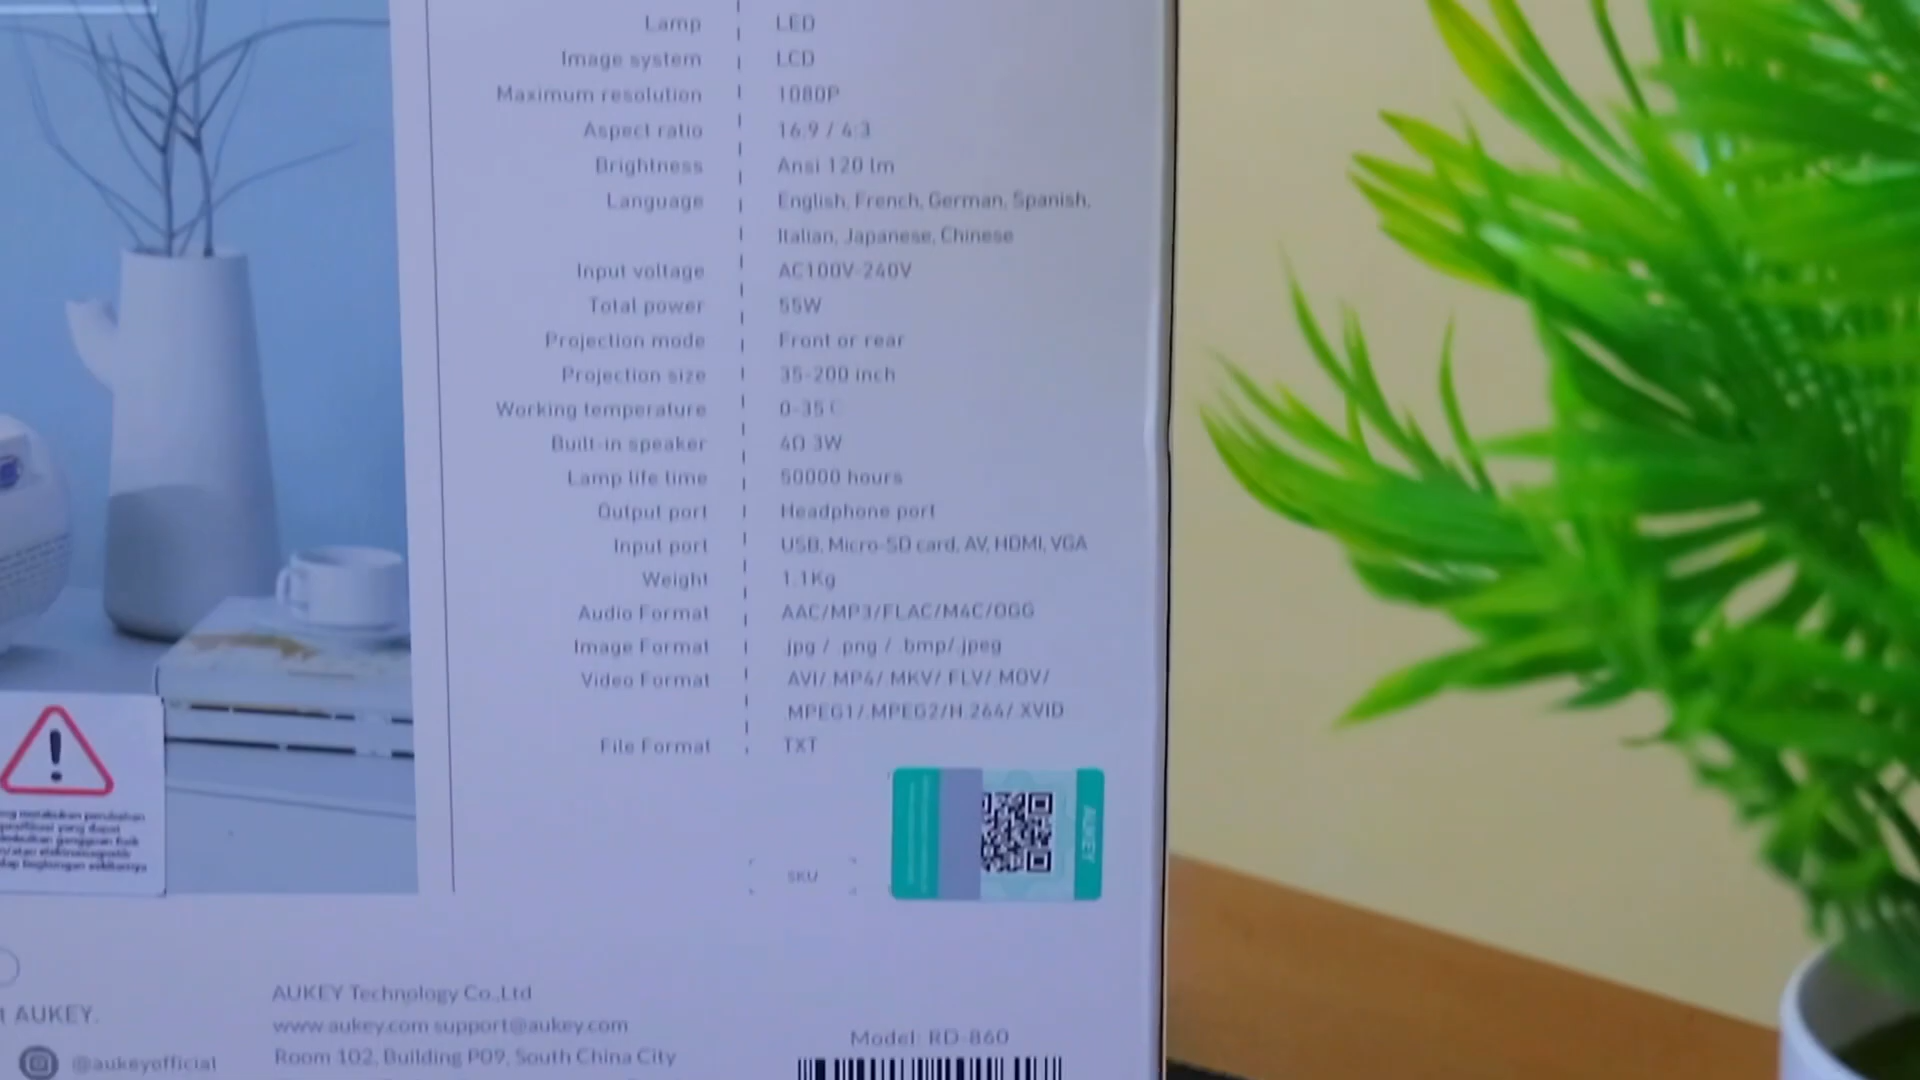 Lamp LED
Image system LCD
Maximum resolution 1080P
Aspect ratio 16:9 / 4:3
Brightness Ansi 120 lm
Language English, French, German, Spanish,
Italian, Japanese, Chinese
Input voltage AC100V-240V
Total power 55W
Projection mode Front or rear
Projection size 35-200 inch
Working temperature 0-35
Built-in speaker 4Ω 3W
Lamp life time 50000 hours
Output port Headphone port
Input port USB, Micro-SD card, AV, HDMI, VGA
Weight 1.1Kg
Audio Format AAC/MP3/FLAC/M4C/OGG
Image Format .jpg / .png / .bmp/ .jpeg
Video Format .AVI/ .MP4/ .MKV/ .FLV/ .MOV/
.MPEG1/ .MPEG2/H.264/ .XVID
File Format TXT
AUKEY
SKU
yang dapat
AUKEY Technology Co.,Ltd
AUKEY.
www.aukey.com support@aukey.com
Model: RD-860
@aukeyofficial
Room 102, Building P09, South China City